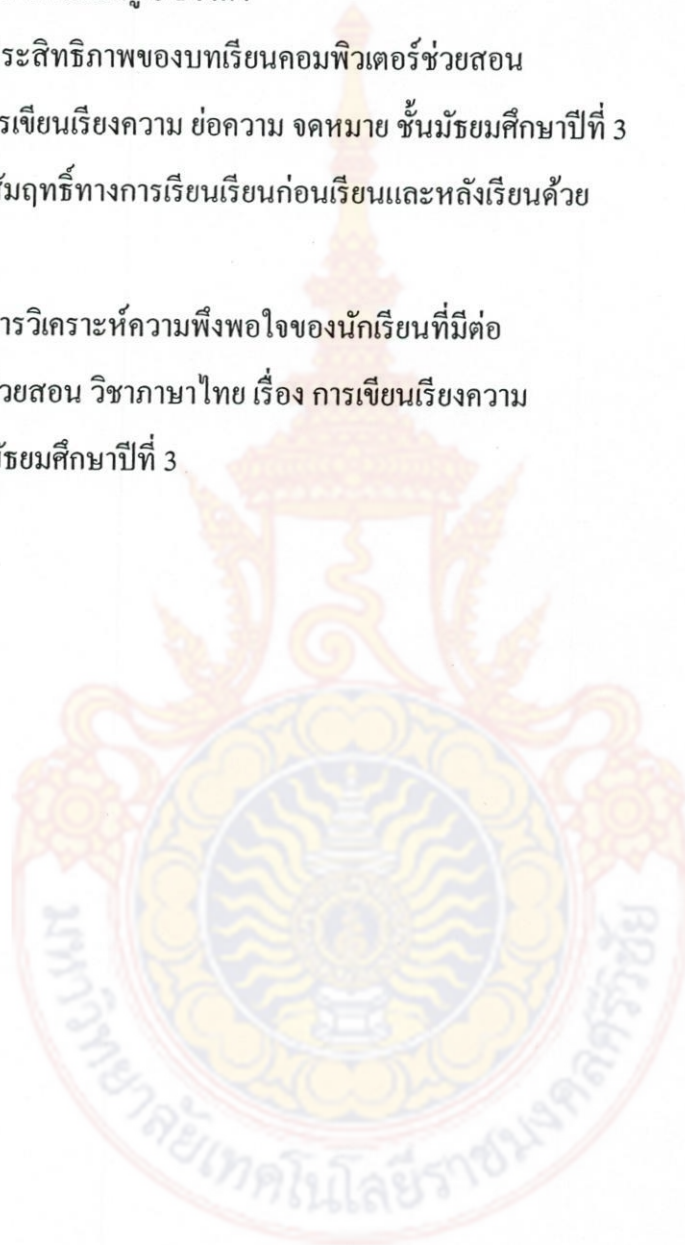 ระสิทธิภาพของบทเรียนคอมพิวเตอร์ช่วยสอน
รเขียนเรียงความ ย่อความ จดหมาย ชั้นมัธยมศึกษาปีที่ 3
สัมฤทธิ์ทางการเรียนเรียนก่อนเรียนและหลังเรียนด้วย
ารวิเคราะห์ความพึงพอใจของนักเรียนที่มีต่อ
วยสอน วิชาภาษาไทย เรื่อง การเขียนเรียงความ
มัธยมศึกษาปีที่ 3
มหาวิทยาลัยเทคโนโลยีราชมงคลศรีวิชัย